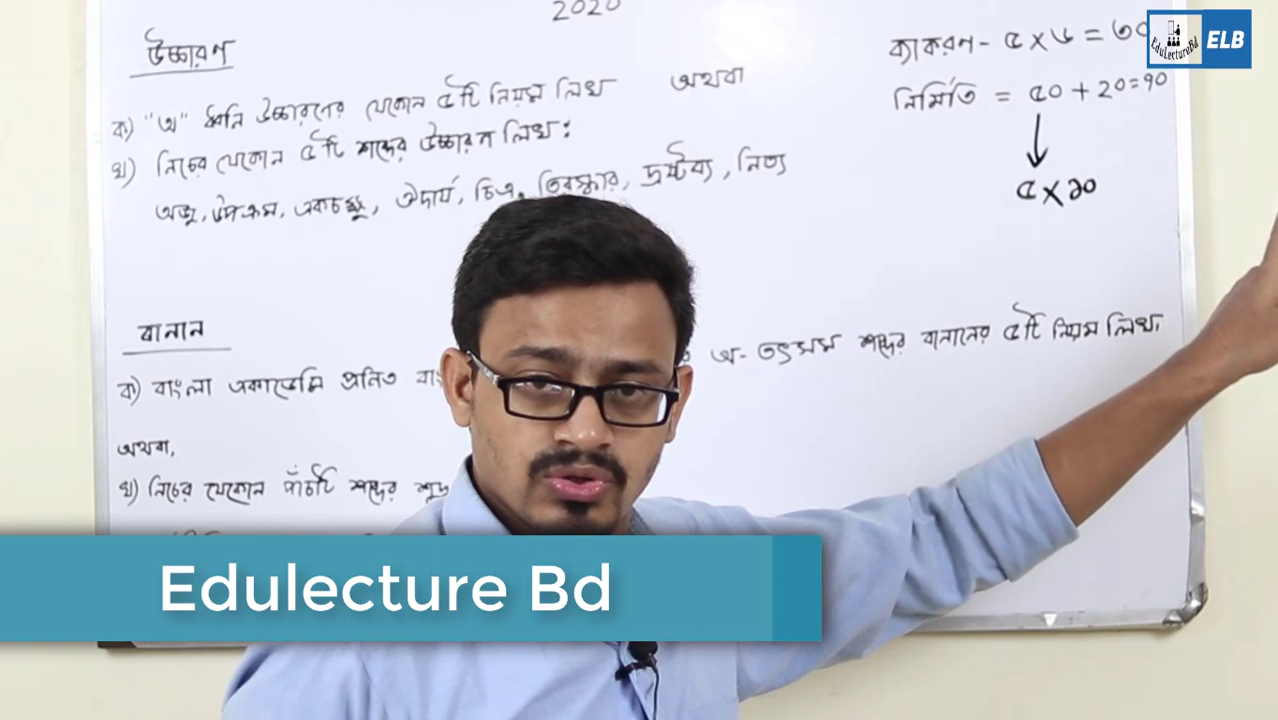 2020
উচ্চারণ
ক) "অ" ধ্বনি উচ্চারণের যেকোন ৫টি নিয়ম লিখ অথবা
খ) নিচের যেকোন ৫টি শব্দের উচ্চারণ লিখ:
উপক্রম, একচক্ষু, ঔদার্য, চিত্র, তিরস্কার, দ্রষ্টব্য, নিত্য
ব্যাকরণ - ৫ X ৬ = ৩০
নির্মিতি = ৫০ + ২০ = ৭০
৫ X ১০
বানান
ক) বাংলা একাডেমি প্রনিত অ-তৎসম শব্দের বানানের ৫টি নিয়ম লিখ।
অথবা,
খ) নিচের যেকোন পাঁচটি শব্দের
Edulecture Bd
EduLectureBd
ELB